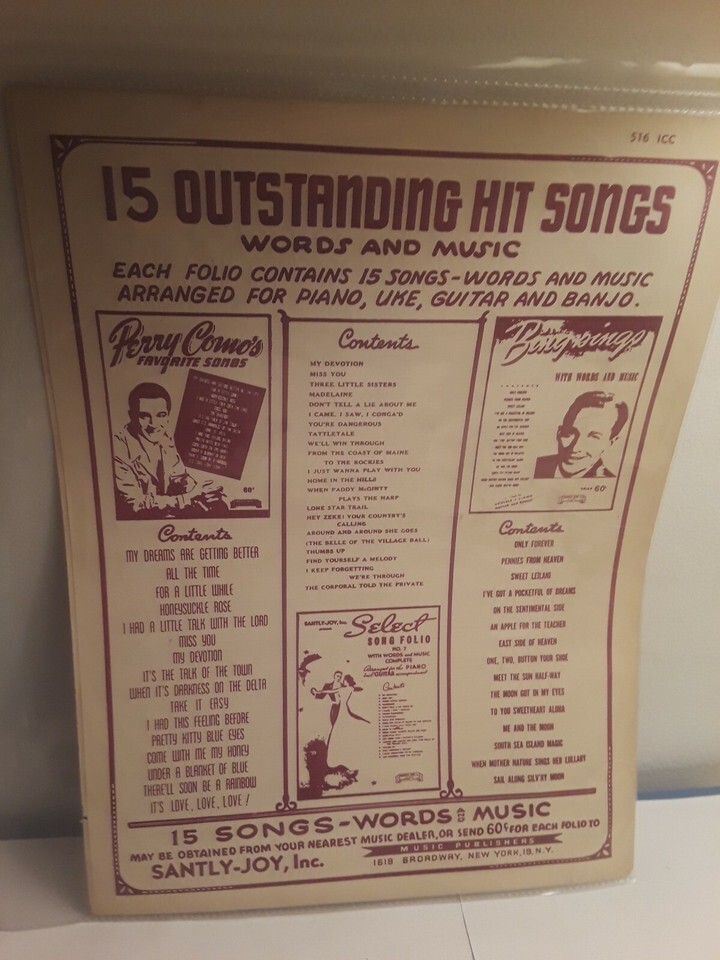 516 ICC
15 OUTSTANDING HIT SONGS
WORDS AND MUSIC
EACH FOLIO CONTAINS 15 SONGS-WORDS AND MUSIC
ARRANGED FOR PIANO, UKE, GUITAR AND BANJO.
Perry Como's
FAVORITE SONGS
60¢
Contents
MY DREAMS ARE GETTING BETTER
ALL THE TIME
FOR A LITTLE WHILE
HONEYSUCKLE ROSE
I HAD A LITTLE TALK WITH THE LORD
MISS YOU
MY DEVOTION
IT'S THE TALK OF THE TOWN
WHEN IT'S DARKNESS ON THE DELTA
TAKE IT EASY
I HAD THIS FEELING BEFORE
PRETTY KITTY BLUE EYES
COME WITH ME MY HONEY
UNDER A BLANKET OF BLUE
THERE'LL SOON BE A RAINBOW
IT'S LOVE, LOVE, LOVE!
Contents
MY DEVOTION
MISS YOU
THREE LITTLE SISTERS
MADELAINE
DON'T TELL A LIE ABOUT ME
I CAME, I SAW, I CONGA'D
YOU'RE DANGEROUS
TATTLETALE
WE'LL WIN THROUGH
FROM THE COAST OF MAINE
TO THE ROCKIES
I JUST WANNA PLAY WITH YOU
HOME IN THE HILLS
WHEN PADDY McGINTY
PLAYS THE HARP
LONE STAR TRAIL
HEY ZEKE! YOUR COUNTRY'S
CALLING
AROUND AND AROUND SHE GOES
(THE BELLE OF THE VILLAGE BALL)
THUMBS UP
FIND YOURSELF A MELODY
I KEEP FORGETTING
WE'RE THROUGH
THE CORPORAL TOLD THE PRIVATE
SANTLY-JOY, Inc.
Select
SONG FOLIO
WITH WORDS and MUSIC
COMPLETE
Arranged for the PIANO
Contents
Bing sings
WITH WORDS AND MUSIC
CONTENTS
60¢
Contents
ONLY FOREVER
PENNIES FROM HEAVEN
SWEET LEILANI
I'VE GOT A POCKETFUL OF DREAMS
ON THE SENTIMENTAL SIDE
AN APPLE FOR THE TEACHER
EAST SIDE OF HEAVEN
ONE, TWO, BUTTON YOUR SHOE
MEET THE SUN HALF-WAY
THE MOON GOT IN MY EYES
TO YOU SWEETHEART ALOHA
ME AND THE MOON
SOUTH SEA ISLAND MAGIC
WHEN MOTHER NATURE SINGS HER LULLABY
SAIL ALONG SILV'RY MOON
15 SONGS-WORDS AND MUSIC
MAY BE OBTAINED FROM YOUR NEAREST MUSIC DEALER, OR SEND 60¢ FOR EACH FOLIO TO
SANTLY-JOY, Inc.
MUSIC PUBLISHERS
1619 BROADWAY, NEW YORK, 19, N.Y.